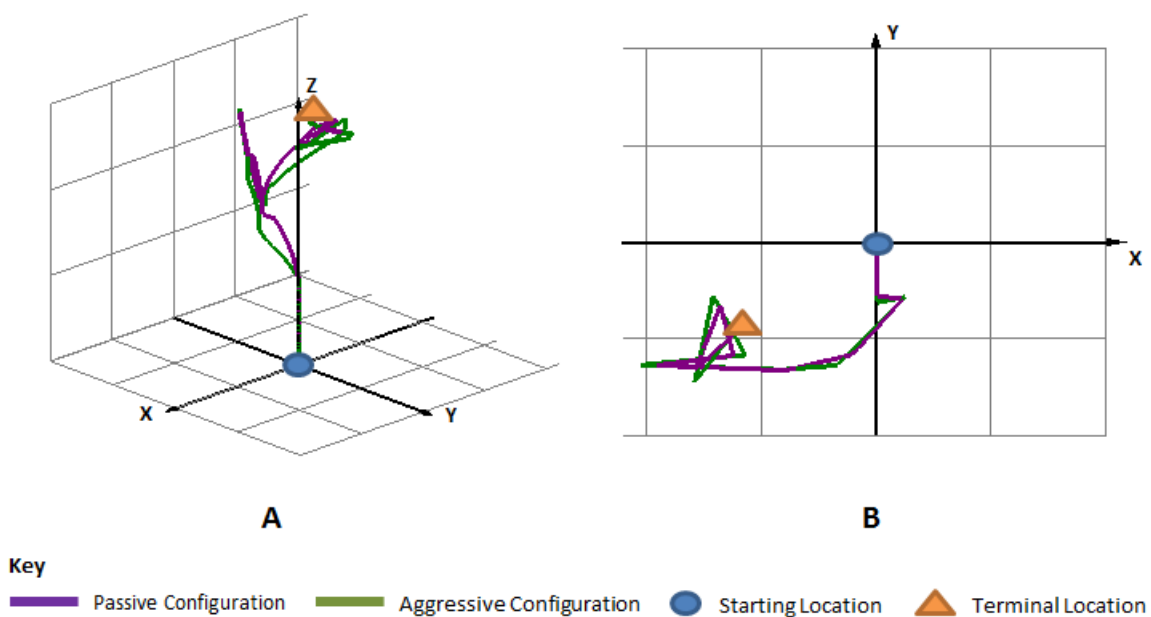 Z
X
Y
A
Y
X
B
Key
Passive Configuration Aggressive Configuration Starting Location Terminal Location